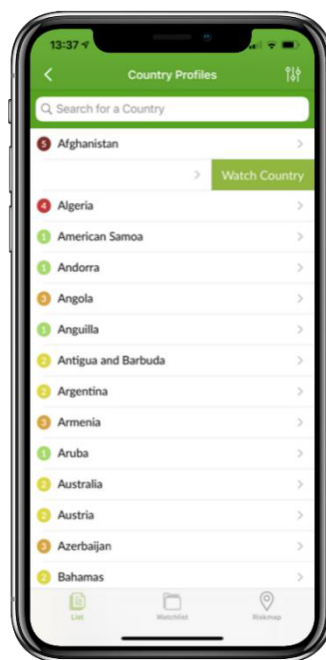 13:37
Country Profiles
Search for a Country
5 Afghanistan
Watch Country
4 Algeria
1 American Samoa
1 Andorra
3 Angola
1 Anguilla
2 Antigua and Barbuda
2 Argentina
3 Armenia
1 Aruba
2 Australia
2 Austria
3 Azerbaijan
2 Bahamas
List Watchlist Riskmap